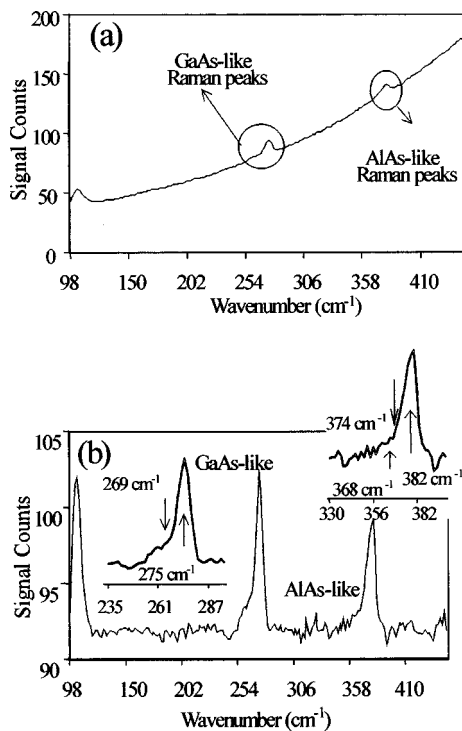 (a)
200
150
100
50
0
Signal Counts
GaAs-like
Raman peaks
AlAs-like
Raman peaks
98 150 202 254 306 358 410
Wavenumber (cm⁻¹)
(b)
105
100
95
90
Signal Counts
GaAs-like
269 cm⁻¹
275 cm⁻¹
235 261 287
AlAs-like
374 cm⁻¹
368 cm⁻¹
382 cm⁻¹
330 356 382
98 150 202 254 306 358 410
Wavenumber (cm⁻¹)